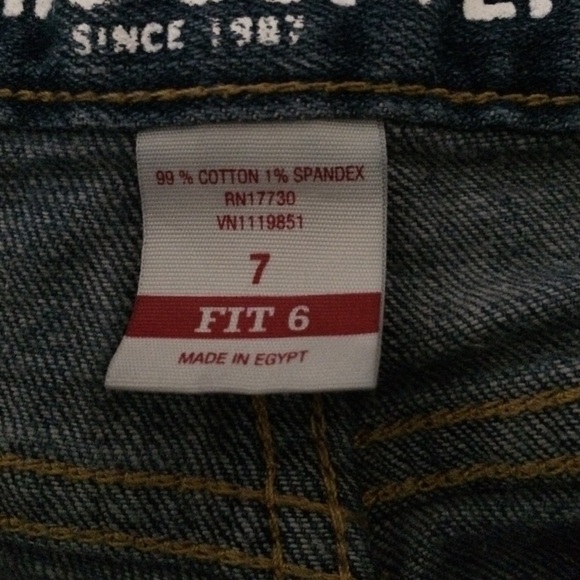 SINCE 1987
99 % COTTON 1% SPANDEX
RN17730
VN1119851
7
FIT 6
MADE IN EGYPT